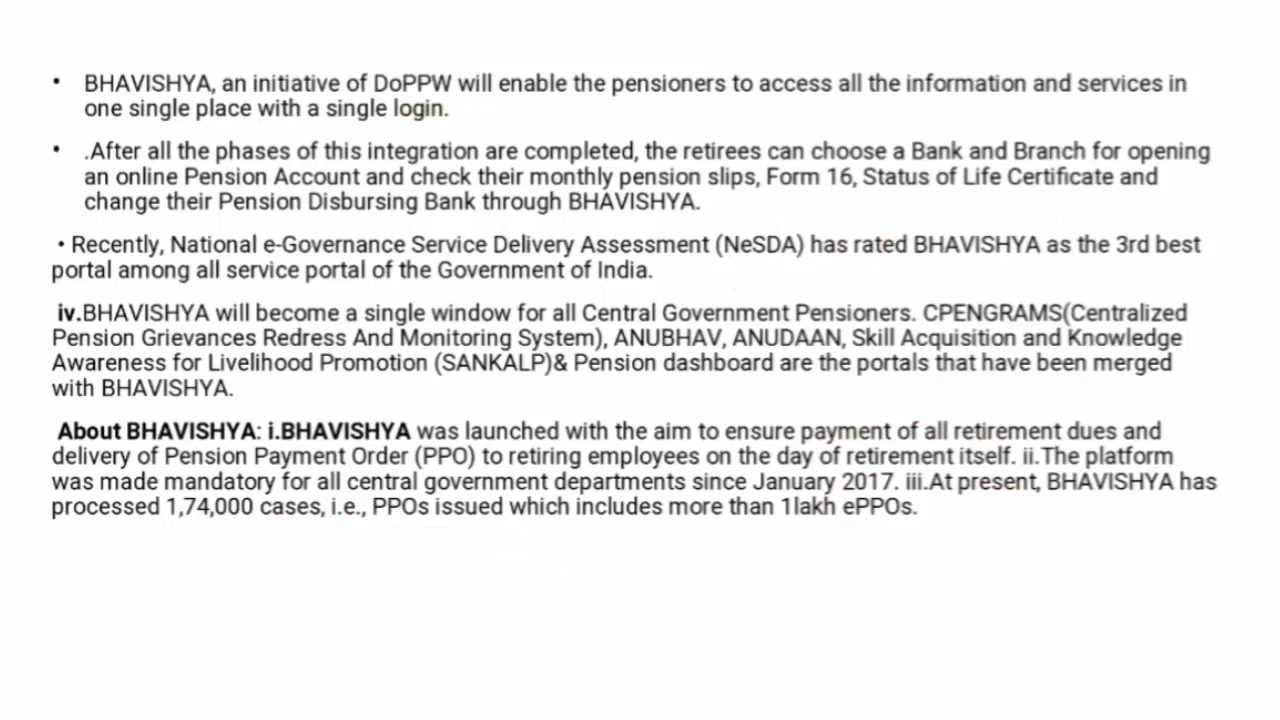 • BHAVISHYA, an initiative of DoPPW will enable the pensioners to access all the information and services in
one single place with a single login.
• .After all the phases of this integration are completed, the retirees can choose a Bank and Branch for opening
an online Pension Account and check their monthly pension slips, Form 16, Status of Life Certificate and
change their Pension Disbursing Bank through BHAVISHYA.
• Recently, National e-Governance Service Delivery Assessment (NeSDA) has rated BHAVISHYA as the 3rd best
portal among all service portal of the Government of India.
iv.BHAVISHYA will become a single window for all Central Government Pensioners. CPENGRAMS(Centralized
Pension Grievances Redress And Monitoring System), ANUBHAV, ANUDAAN, Skill Acquisition and Knowledge
Awareness for Livelihood Promotion (SANKALP)& Pension dashboard are the portals that have been merged
with BHAVISHYA.
About BHAVISHYA: i.BHAVISHYA was launched with the aim to ensure payment of all retirement dues and
delivery of Pension Payment Order (PPO) to retiring employees on the day of retirement itself. ii.The platform
was made mandatory for all central government departments since January 2017. iii.At present, BHAVISHYA has
processed 1,74,000 cases, i.e., PPOs issued which includes more than 1lakh ePPOs.